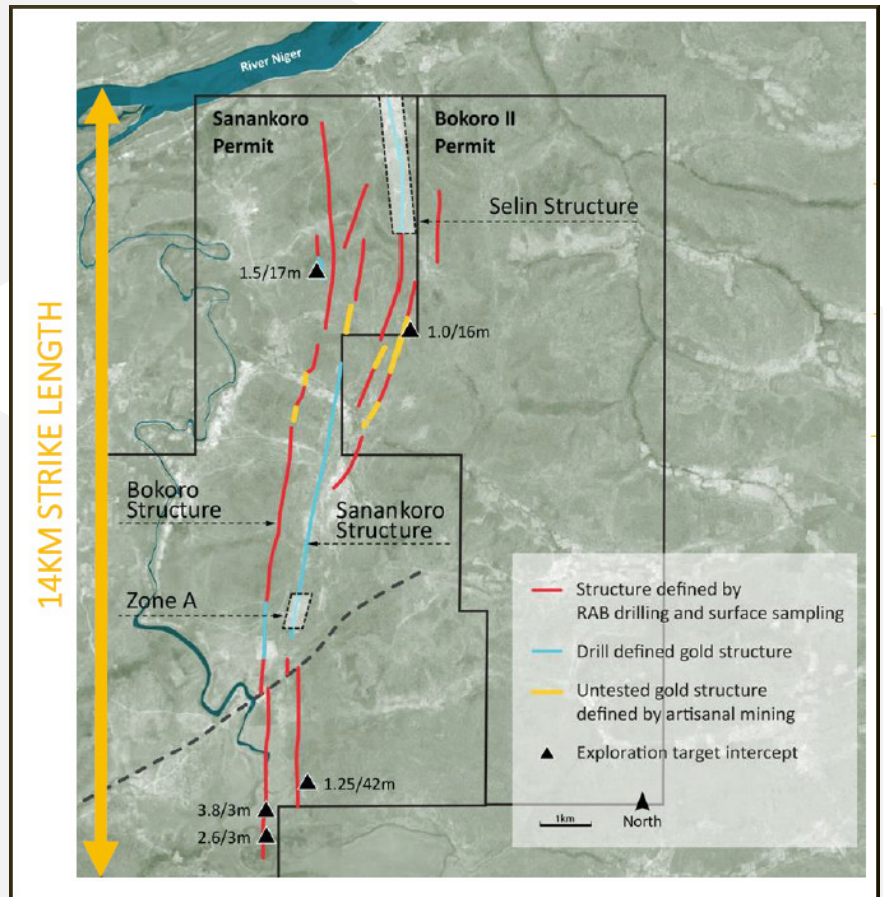 River Niger
Sanankoro
Permit
Bokoro II
Permit
Selin Structure
1.5/17m
1.0/16m
14KM STRIKE LENGTH
Bokoro
Structure
Sanankoro
Structure
Zone A
Structure defined by
RAB drilling and surface sampling
Drill defined gold structure
Untested gold structure
defined by artisanal mining
Exploration target intercept
1.25/42m
3.8/3m
2.6/3m
1km
North